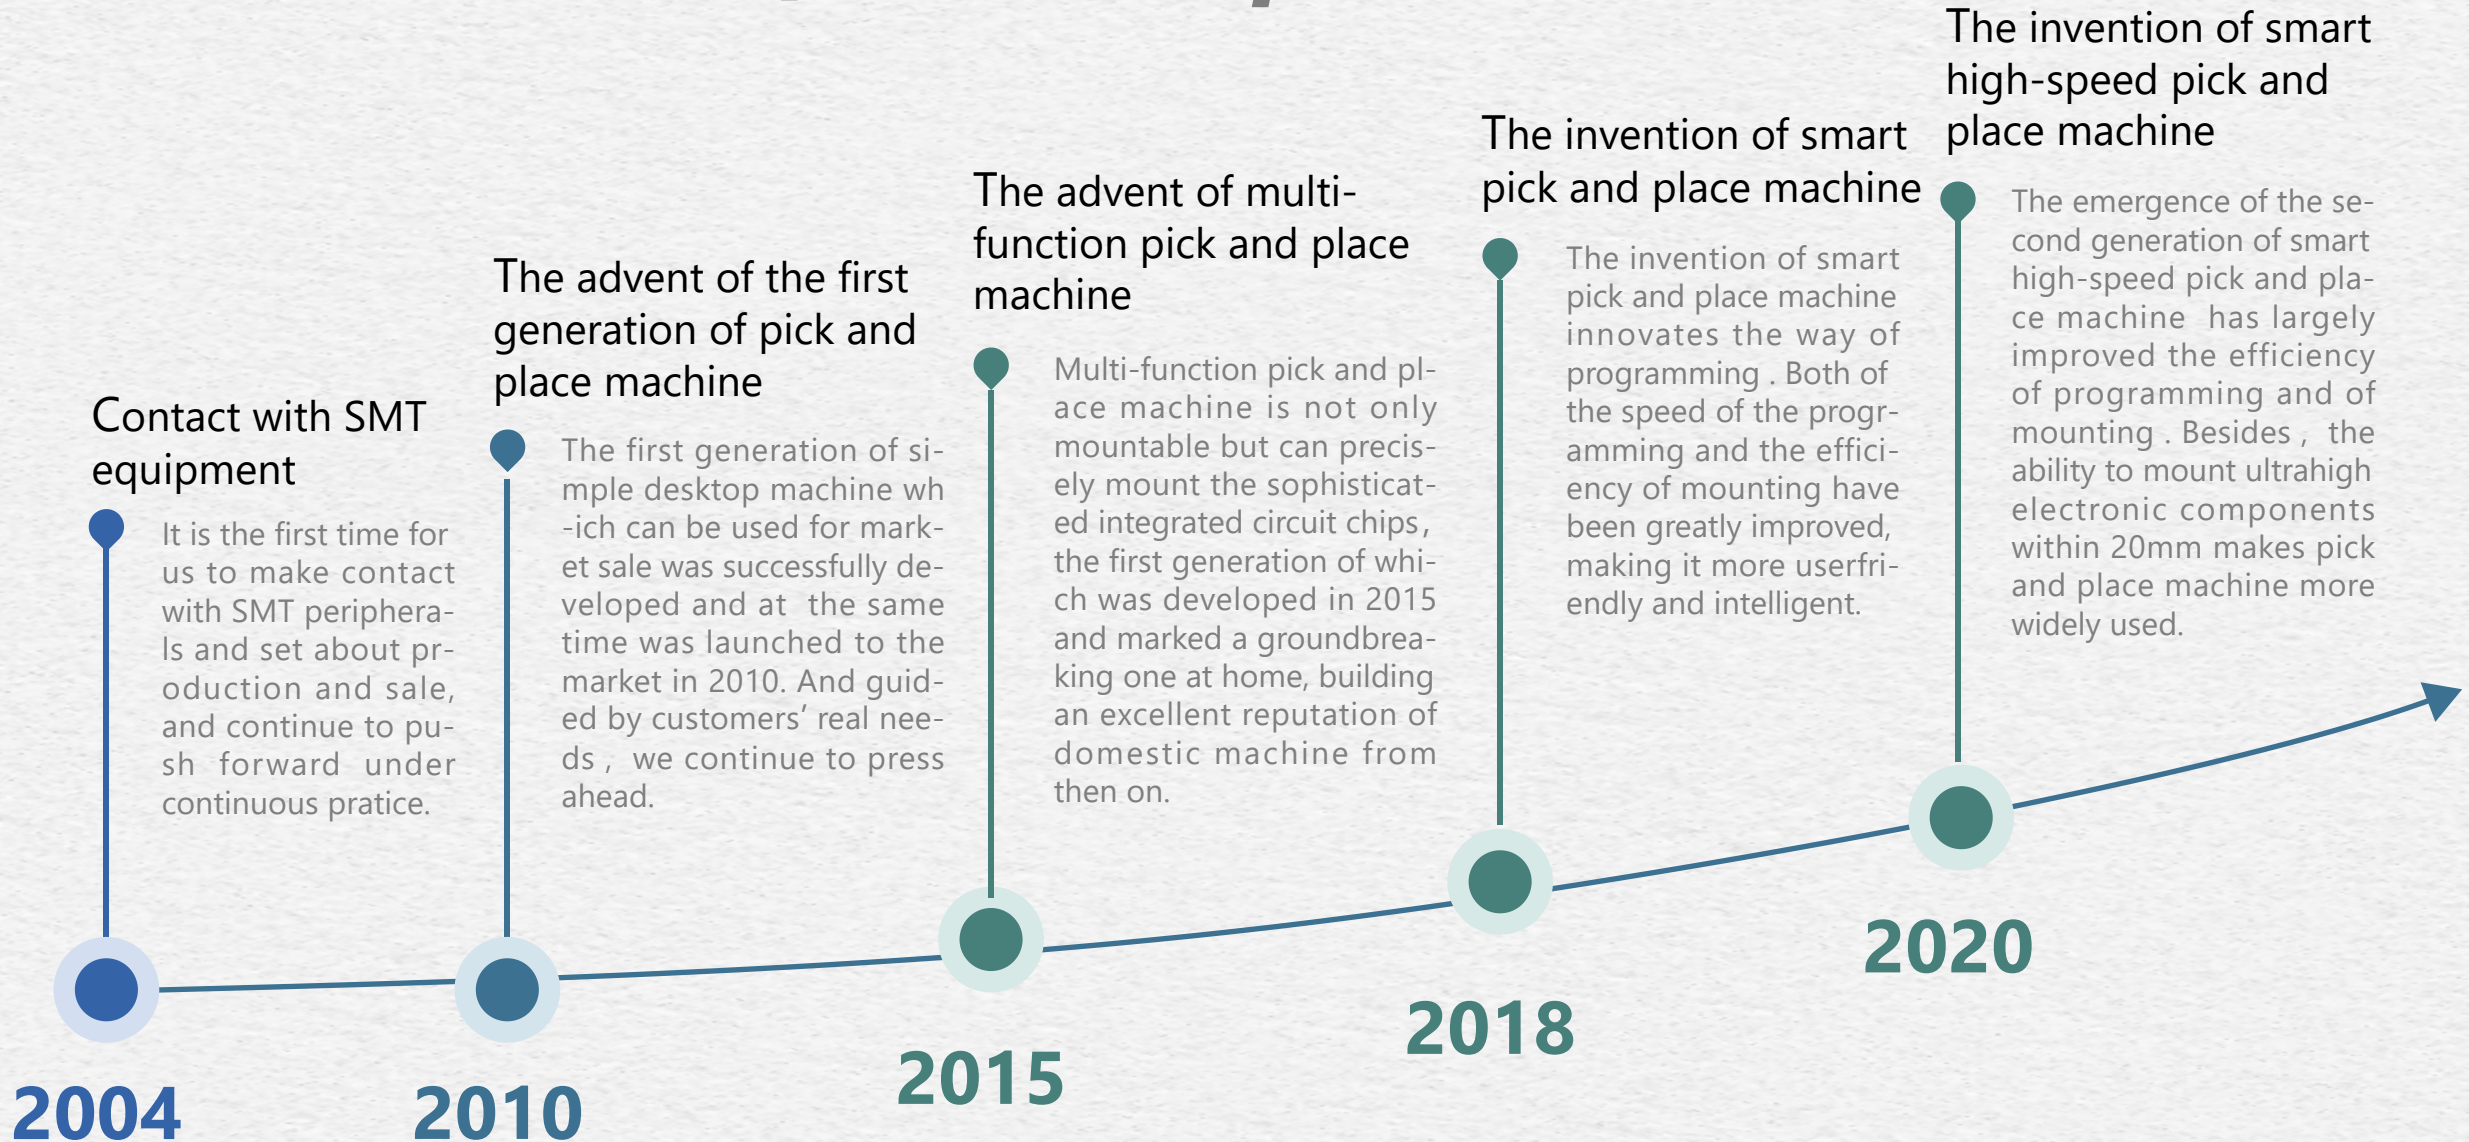 Contact with SMT
equipment
It is the first time for
us to make contact
with SMT periphera-
ls and set about pr-
oduction and sale,
and continue to pu-
sh forward under
continuous pratice.
2004
The advent of the first
generation of pick and
place machine
The first generation of si-
mple desktop machine wh
-ich can be used for mark-
et sale was successfully de-
veloped and at the same
time was launched to the
market in 2010. And guid-
ed by customers’ real nee-
ds , we continue to press
ahead.
2010
The advent of multi-
function pick and place
machine
Multi-function pick and pl-
ace machine is not only
mountable but can precis-
ely mount the sophisticat-
ed integrated circuit chips,
the first generation of whi-
ch was developed in 2015
and marked a groundbrea-
king one at home, building
an excellent reputation of
domestic machine from
then on.
2015
The invention of smart
pick and place machine
The invention of smart
pick and place machine
innovates the way of
programming . Both of
the speed of the progr-
amming and the effici-
ency of mounting have
been greatly improved,
making it more userfri-
endly and intelligent.
2018
The invention of smart
high-speed pick and
place machine
The emergence of the se-
cond generation of smart
high-speed pick and pla-
ce machine has largely
improved the efficiency
of programming and of
mounting . Besides , the
ability to mount ultrahigh
electronic components
within 20mm makes pick
and place machine more
widely used.
2020